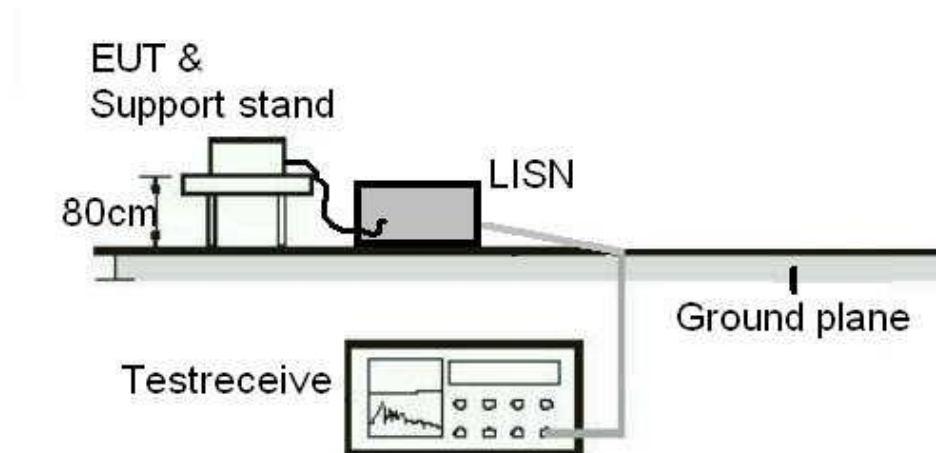 EUT &
Support stand
LISN
80cm
Ground plane
Testreceive